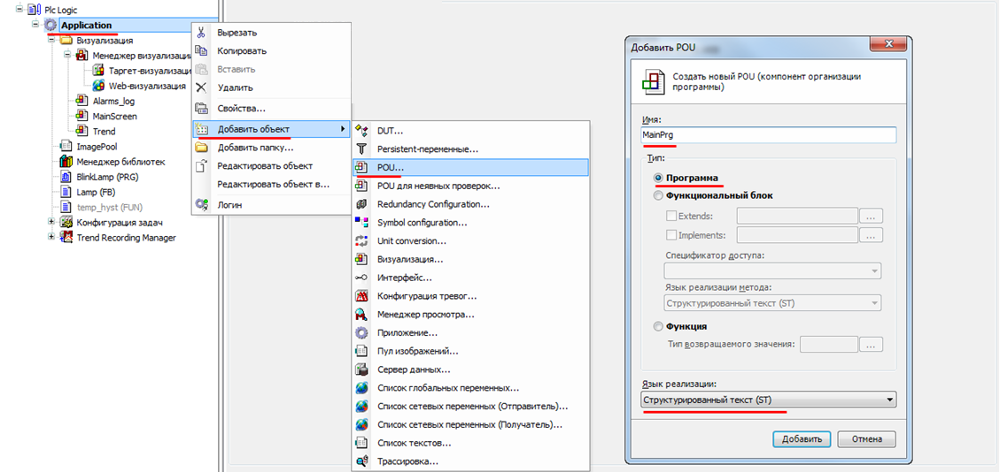 Plc Logic
Application
Визуализация
Менеджер визуализации
Таргет-визуализаци
Web-визуализация
Alarms_log
MainScreen
Trend
ImagePool
Менеджер библиотек
BlinkLamp (PRG)
Lamp (FB)
temp_hyst (FUN)
Конфигурация задач
Trend Recording Manager
Вырезать
Копировать
Вставить
Удалить
Свойства...
Добавить объект
Добавить папку...
Редактировать объект
Редактировать объект в...
Логин
DUT...
Persistent-переменные...
POU...
POU для неявных проверок...
Redundancy Configuration...
Symbol configuration...
Unit conversion...
Визуализация...
Интерфейс...
Конфигурация тревог...
Менеджер просмотра...
Приложение...
Пул изображений...
Сервер данных...
Список глобальных переменных...
Список сетевых переменных (Отправитель)...
Список сетевых переменных (Получатель)...
Список текстов...
Трассировка...
Добавить POU
Создать новый POU (компонент организации
программы)
Имя:
MainPrg
Тип:
Программа
Функциональный блок
Extends:
...
Implements:
...
Спецификатор доступа:
Язык реализации метода:
Структурированный текст (ST)
Функция
Тип возвращаемого значения:
...
Язык реализации:
Структурированный текст (ST)
Добавить
Отмена